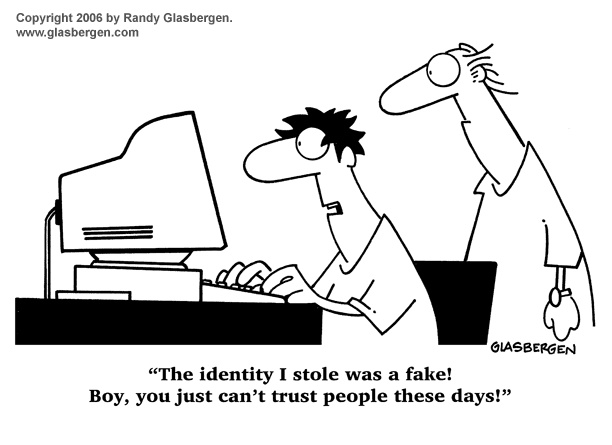 Copyright 2006 by Randy Glasbergen.
www.glasbergen.com
GLASBERGEN
“The identity I stole was a fake!
Boy, you just can’t trust people these days!”